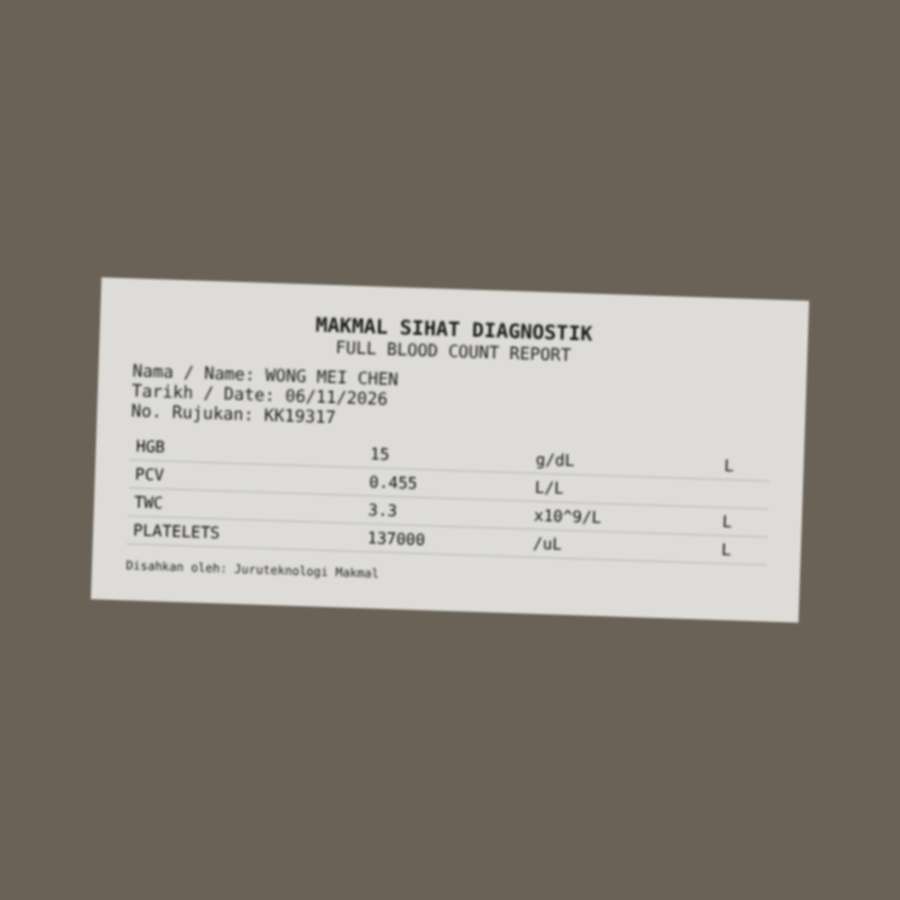 MAKMAL SIHAT DIAGNOSTIK
FULL BLOOD COUNT REPORT
Nama / Name: WONG MEI CHEN
Tarikh / Date: 06/11/2026
No. Rujukan: KK19317
HGB 15 g/dL L
PCV 0.455 L/L
TWC 3.3 x10^9/L L
PLATELETS 137000 /uL L
Disahkan oleh: Juruteknologi Makmal